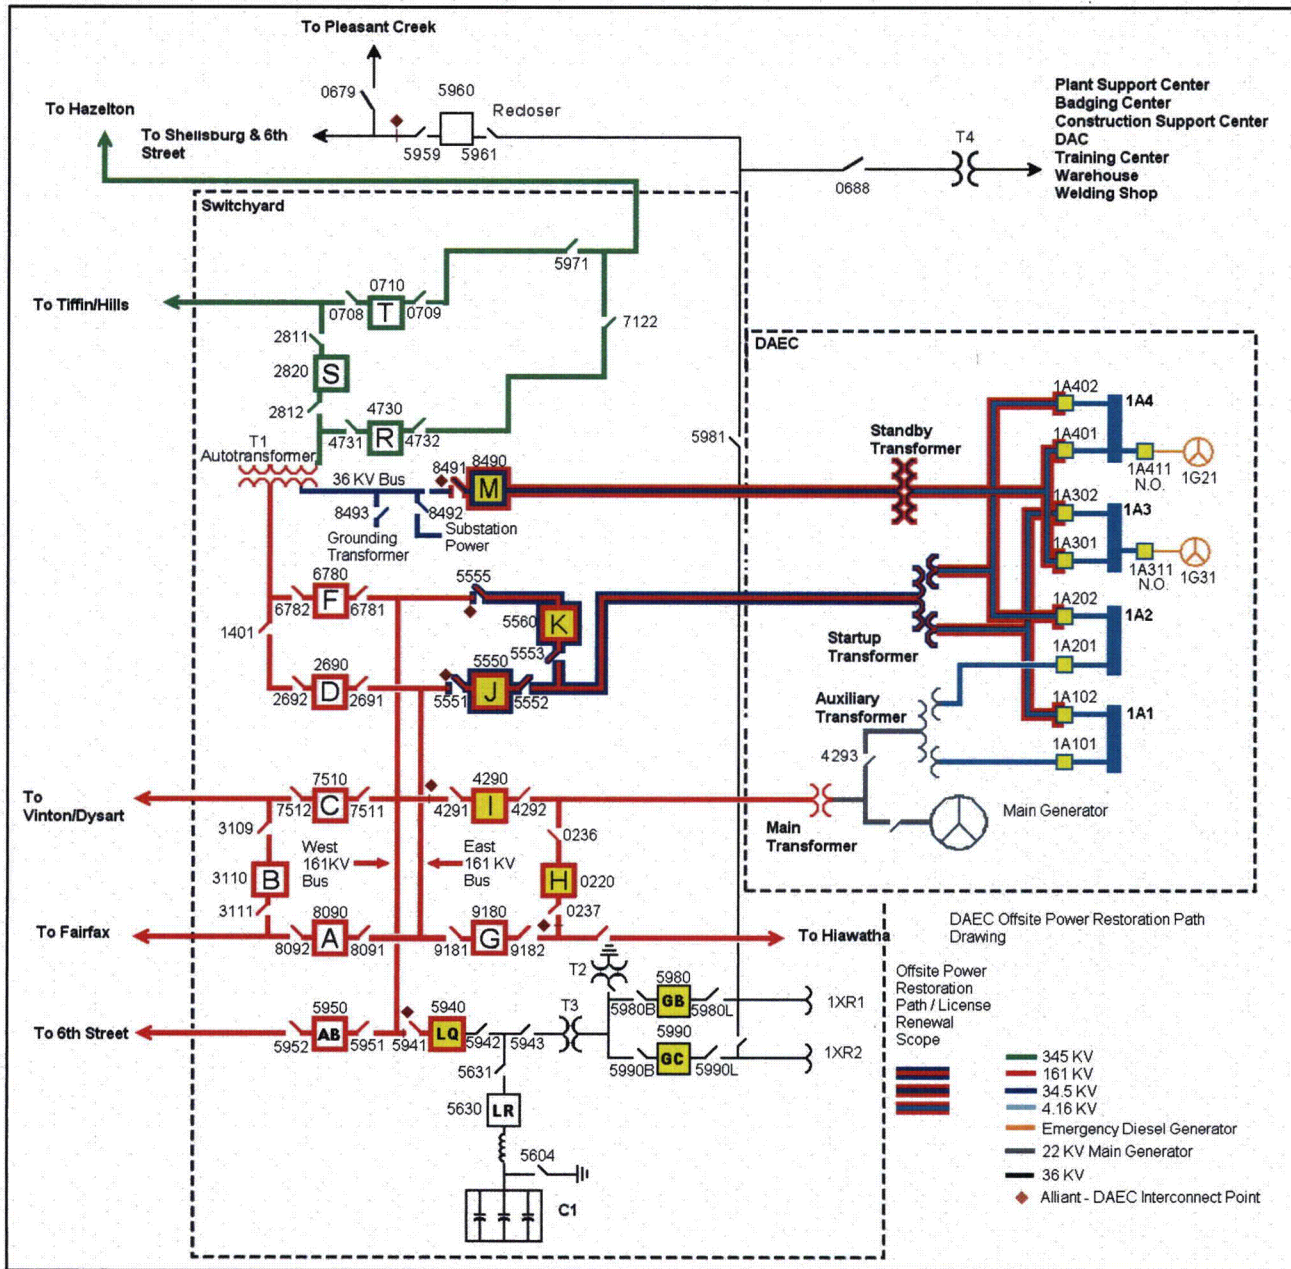 To Pleasant Creek
0679
5960
Redoser
To Hazelton
To Shellsburg & 6th
Street
5959
5961
T4
0688
Plant Support Center
Badging Center
Construction Support Center
DAC
Training Center
Warehouse
Welding Shop
Switchyard
5971
To Tiffin/Hills
0710
0708
T
0709
7122
2811
2820
S
2812
4730
4731
R
4732
T1
Autotransformer
5981
36 KV Bus
8491
8490
M
8493
8492
Grounding
Transformer
Substation
Power
DAEC
Standby
Transformer
1A402
1A4
1A401
1A411
N.O.
1G21
1A302
1A3
1A301
1A311
N.O.
1G31
6780
6782
F
6781
5555
5560
K
5553
1401
Startup
Transformer
1A202
1A2
1A201
2690
2692
D
2691
5550
5551
J
5552
Auxiliary
Transformer
1A102
1A1
1A101
4293
To
Vinton/Dysart
7510
7512
C
7511
4290
4291
I
4292
Main
Transformer
Main Generator
3109
3110
B
3111
West
161KV
Bus
East
161 KV
Bus
0236
H
0220
0237
To Fairfax
8090
8092
A
8091
9180
9181
G
9182
To Hiawatha
T2
To 6th Street
5950
5952
AB
5951
5940
5941
LQ
5942
5943
T3
5980
5980B
GB
5980L
1XR1
5990
5990B
GC
5990L
1XR2
5631
5630
LR
5604
C1
DAEC Offsite Power Restoration Path
Drawing
Offsite Power
Restoration
Path / License
Renewal
Scope
345 KV
161 KV
34.5 KV
4.16 KV
Emergency Diesel Generator
22 KV Main Generator
36 KV
Alliant - DAEC Interconnect Point